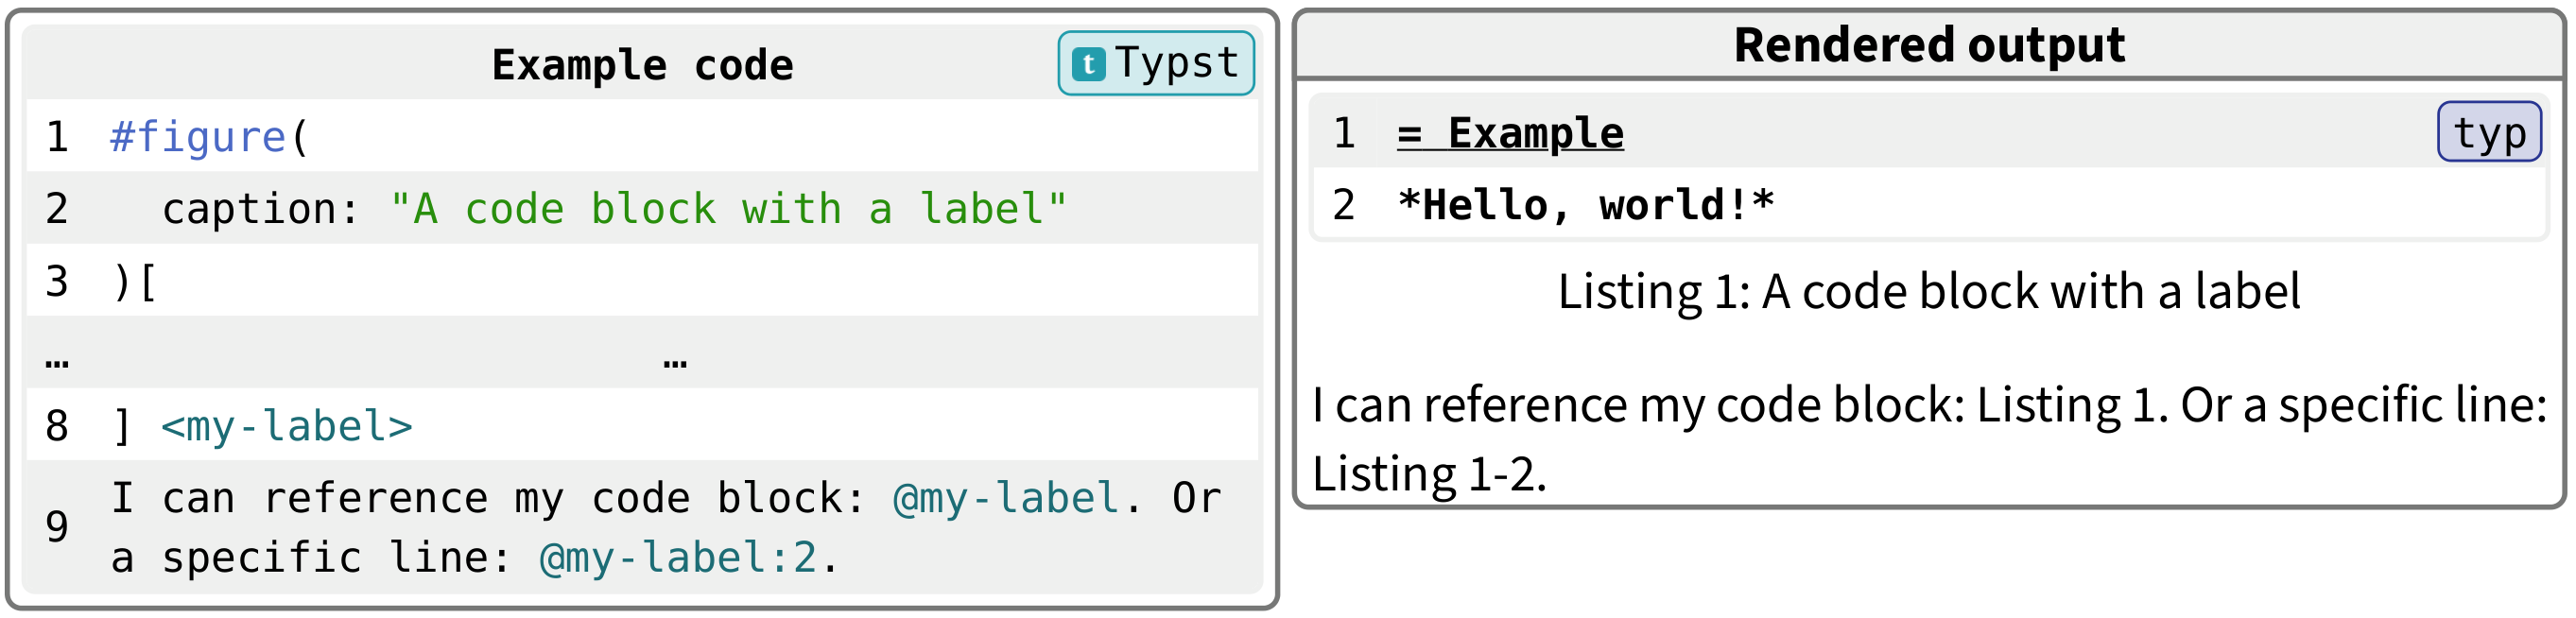 Example code
t Typst
1 #figure(
2 caption: "A code block with a label"
3 )[
… …
8 ] <my-label>
9 I can reference my code block: @my-label. Or
a specific line: @my-label:2.
Rendered output
1 = Example
typ
2 *Hello, world!*
Listing 1: A code block with a label
I can reference my code block: Listing 1. Or a specific line:
Listing 1-2.